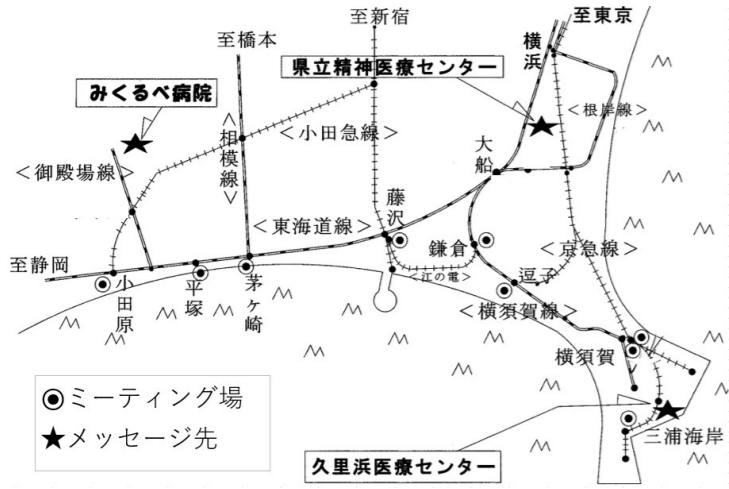 至新宿
至東京
至橋本
横浜
県立精神医療センター
みくるべ病院
<根岸線>
<相模線>
<小田急線>
大船
<御殿場線>
藤沢
<東海道線>
鎌倉
<京急線>
至静岡
<江の電>
逗子
小田原
平塚
茅ヶ崎
<横須賀線>
横須賀
◉ミーティング場
★メッセージ先
三浦海岸
久里浜医療センター